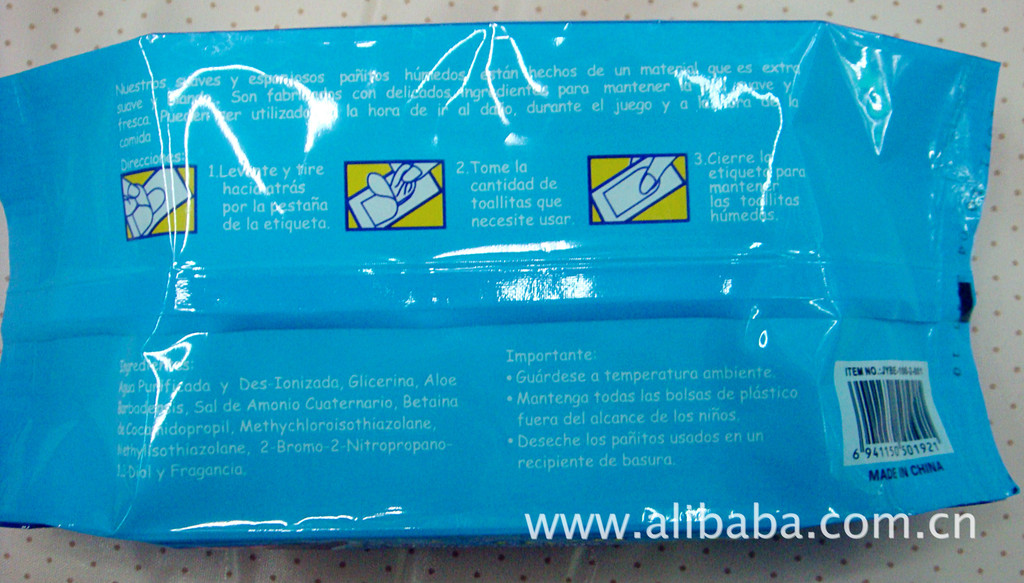 Nuestros suaves y esponjosos pañitos húmedos están hechos de un material que es extra
suave y blando. Son fabricados con delicados ingredientes para mantener la piel suave y
fresca. Pueden ser utilizados a la hora de ir al baño, durante el juego y a la hora de la
comida
Direcciones:
1.Levante y tire
hacia atrás
por la pestaña
de la etiqueta.
2.Tome la
cantidad de
toallitas que
necesite usar.
3.Cierre la
etiqueta para
mantener
las toallitas
húmedas.
Ingredientes:
Agua Purificada y Des-Ionizada, Glicerina, Aloe
Barbadensis, Sal de Amonio Cuaternario, Betaina
de Cocamidopropil, Methychloroisothiazolane,
Methylisothiazolane, 2-Bromo-2-Nitropropano-
Diol y Fragancia.
Importante:
• Guárdese a temperatura ambiente.
• Mantenga todas las bolsas de plástico
fuera del alcance de los niños.
• Deseche los pañitos usados en un
recipiente de basura.
ITEM NO.:
6 941150 501921
MADE IN CHINA
www.alibaba.com.cn